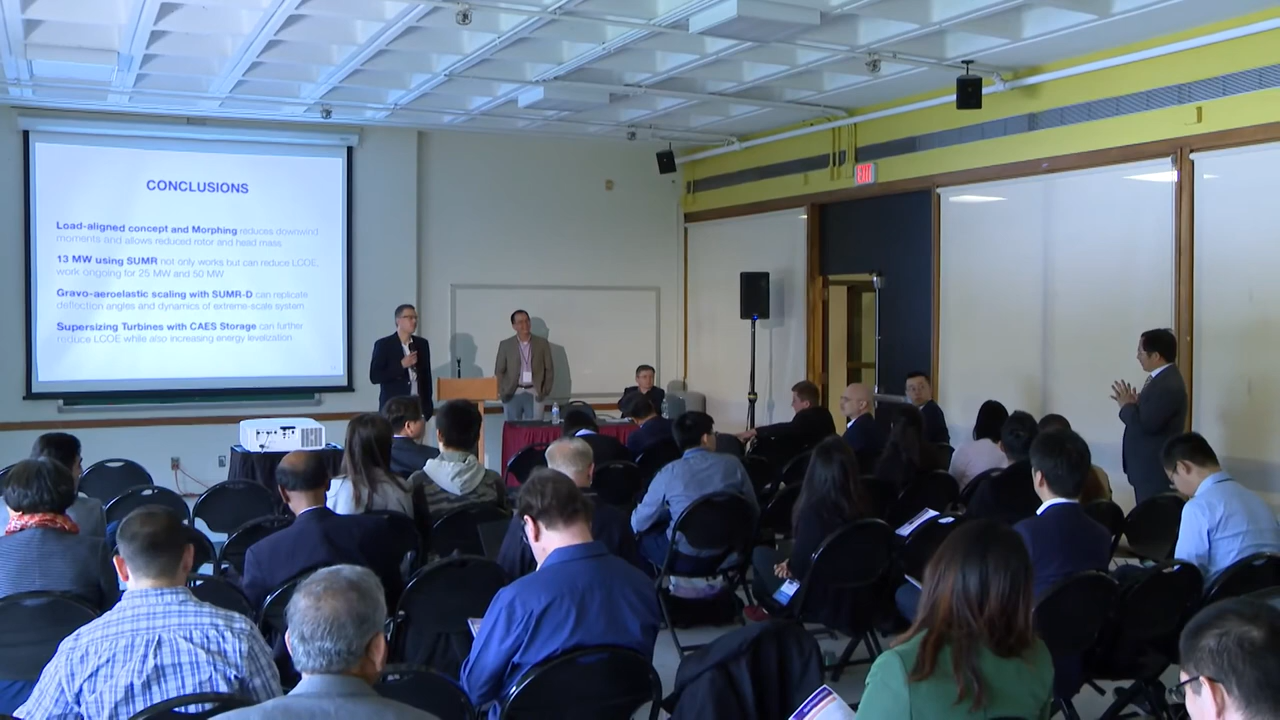 CONCLUSIONS
Load-aligned concept and Morphing reduces downwind
moments and allows reduced rotor and head mass
13 MW using SUMR not only works but can reduce LCOE,
work ongoing for 25 MW and 50 MW
Gravo-aeroelastic scaling with SUMR-D can replicate
deflection angles and dynamics of extreme-scale system
Supersizing Turbines with CAES Storage can further
reduce LCOE while also increasing energy levelization
EXIT